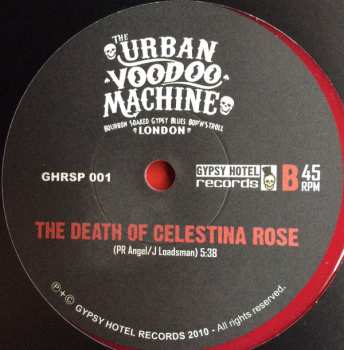 THE
URBAN
VOODOO
MACHINE
BOURBON SOAKED GYPSY BLUES BOP'N'STROLL
LONDON
GHRSP 001
GYPSY HOTEL
records
B
45
RPM
THE DEATH OF CELESTINA ROSE
(PR Angel/J Loadsman) 5:38
℗+© GYPSY HOTEL RECORDS 2010 - All rights reserved.